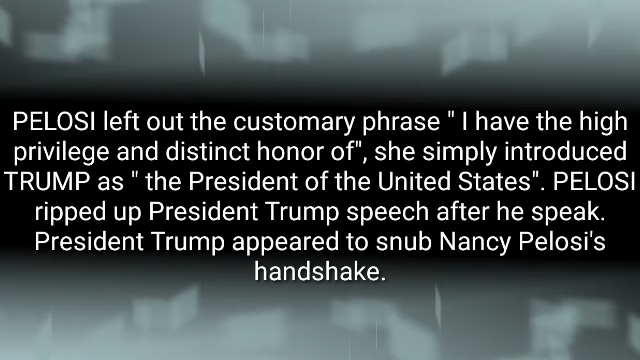 PELOSI left out the customary phrase " I have the high
privilege and distinct honor of", she simply introduced
TRUMP as " the President of the United States". PELOSI
ripped up President Trump speech after he speak.
President Trump appeared to snub Nancy Pelosi's
handshake.